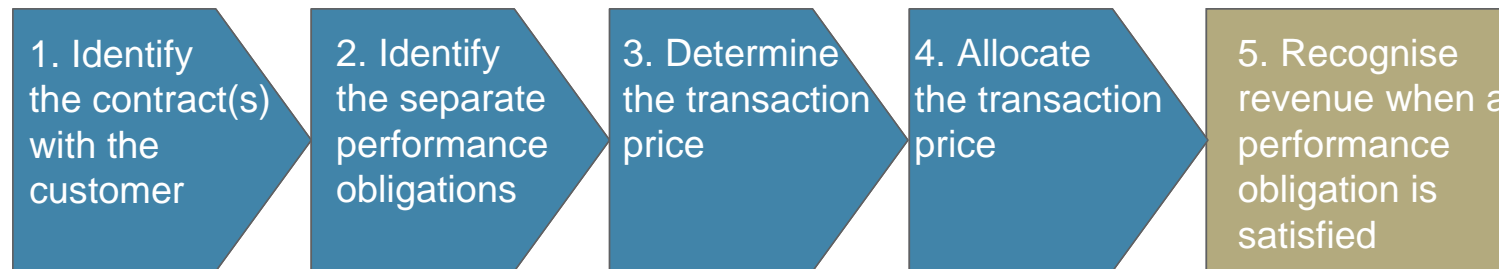 1. Identify
the contract(s)
with the
customer
2. Identify
the separate
performance
obligations
3. Determine
the transaction
price
4. Allocate
the transaction
price
5. Recognise
revenue when a
performance
obligation is
satisfied